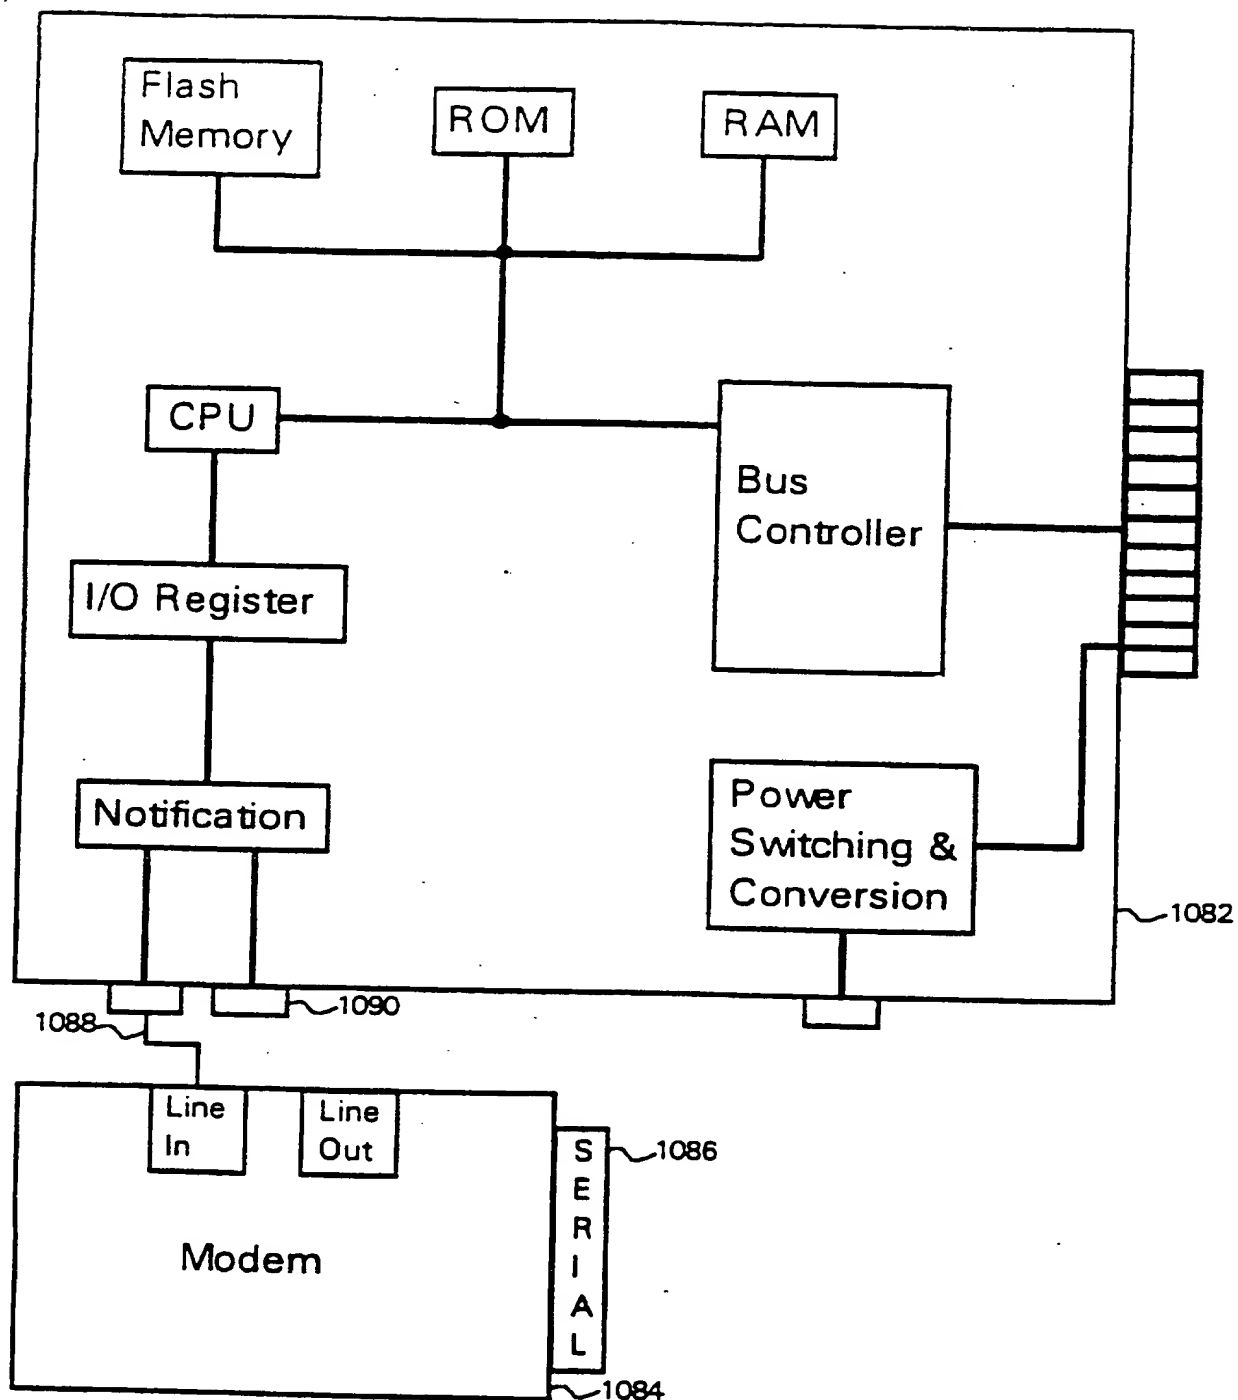 Flash
Memory
ROM
RAM
CPU
Bus
Controller
I/O Register
Notification
Power
Switching &
Conversion
1082
1090
1088
Line
In
Line
Out
SERIAL
1086
Modem
1084